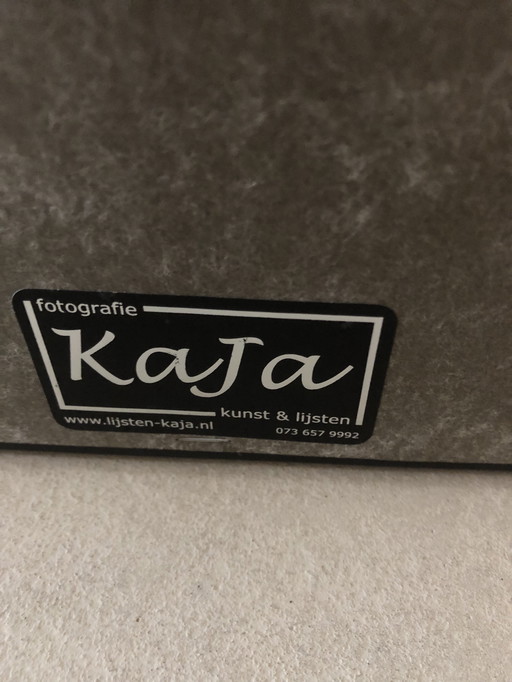 fotografie
KaJa
kunst & lijsten
www.lijsten-kaja.nl
073 657 9992